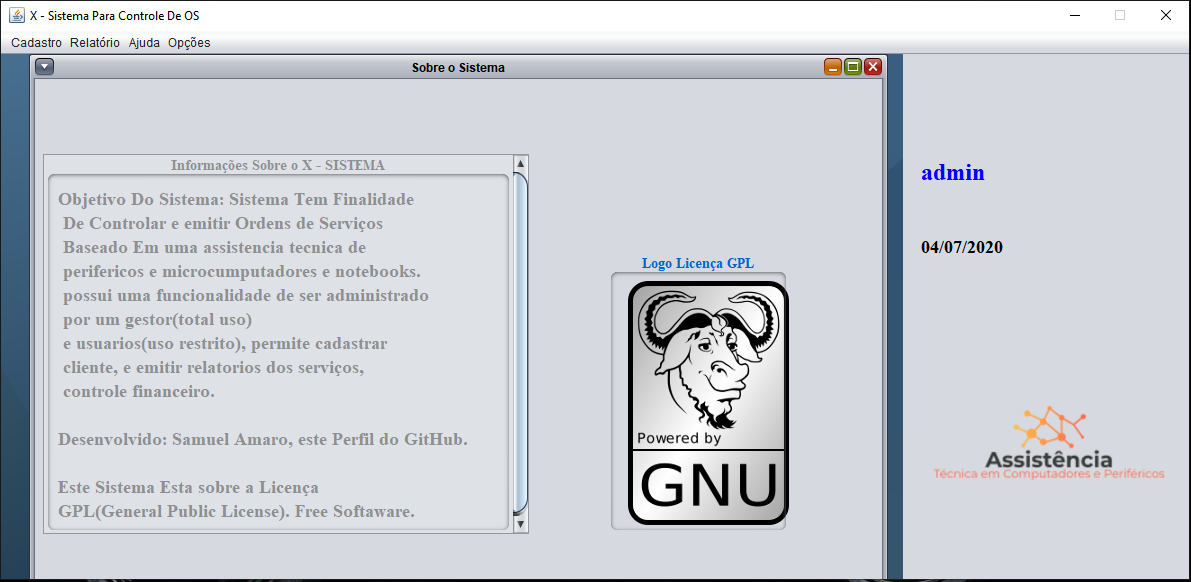 X - Sistema Para Controle De OS
Cadastro Relatório Ajuda Opções
Sobre o Sistema
Informações Sobre o X - SISTEMA
Objetivo Do Sistema: Sistema Tem Finalidade
De Controlar e emitir Ordens de Serviços
Baseado Em uma assistencia tecnica de
perifericos e microcumputadores e notebooks.
possui uma funcionalidade de ser administrado
por um gestor(total uso)
e usuarios(uso restrito), permite cadastrar
cliente, e emitir relatorios dos serviços,
controle financeiro.
Desenvolvido: Samuel Amaro, este Perfil do GitHub.
Este Sistema Esta sobre a Licença
GPL(General Public License). Free Softaware.
Logo Licença GPL
Powered by
GNU
admin
04/07/2020
Assistência
Técnica em Computadores e Periféricos